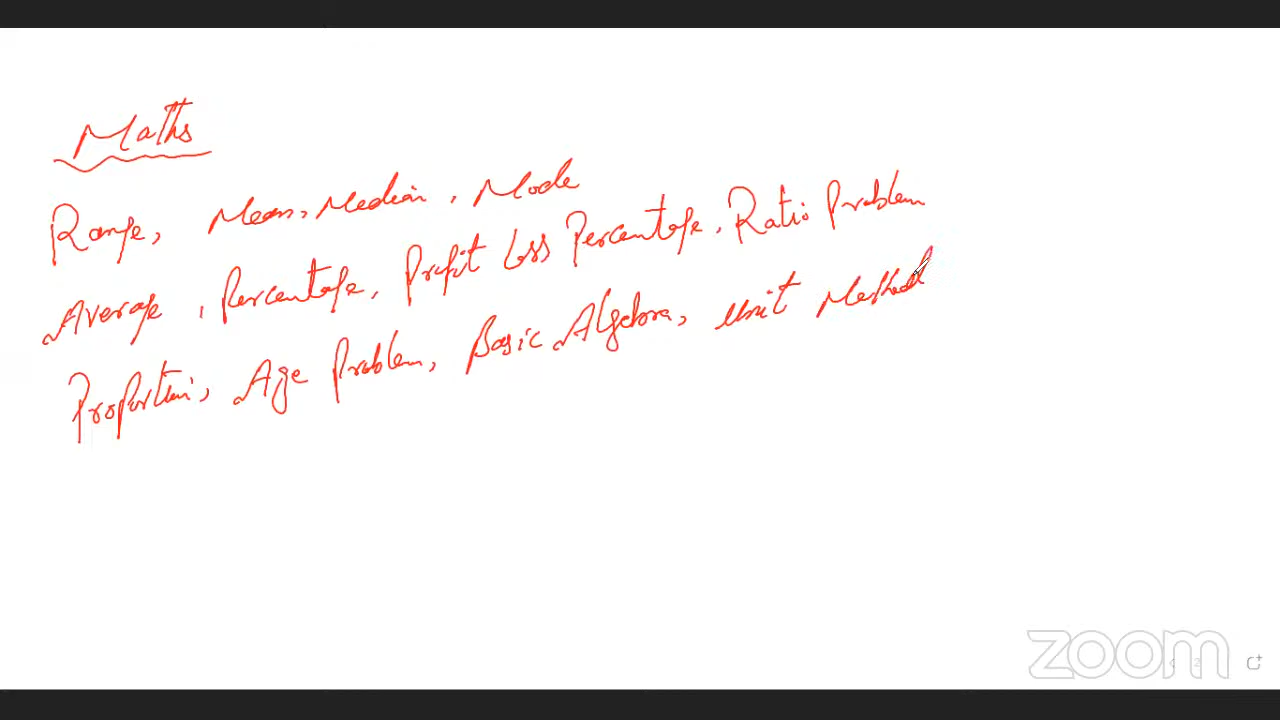 Maths
Range, Mean, Median, Mode
Average, Percentage, Profit Loss Percentage, Ratio Problem
Proportion, Age Problem, Basic Algebra, Unit Method
zoom
2